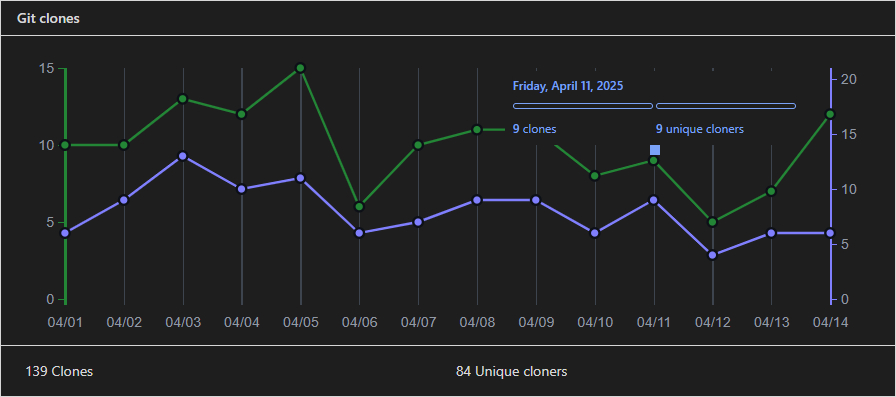 Git clones
15
10
5
0
20
15
10
5
0
Friday, April 11, 2025
9 clones 9 unique cloners
04/01 04/02 04/03 04/04 04/05 04/06 04/07 04/08 04/09 04/10 04/11 04/12 04/13 04/14
139 Clones 84 Unique cloners